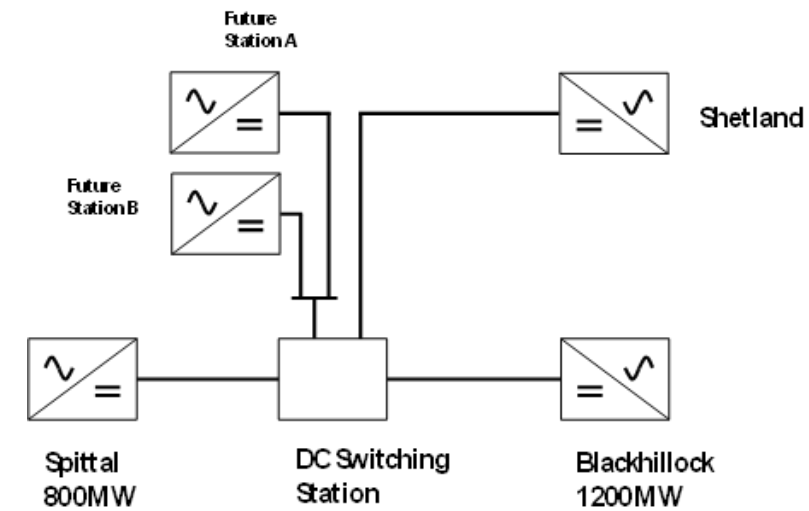 Future
Station A
Shetland
Future
Station B
Spittal
800MW
DC Switching
Station
Blackhillock
1200MW